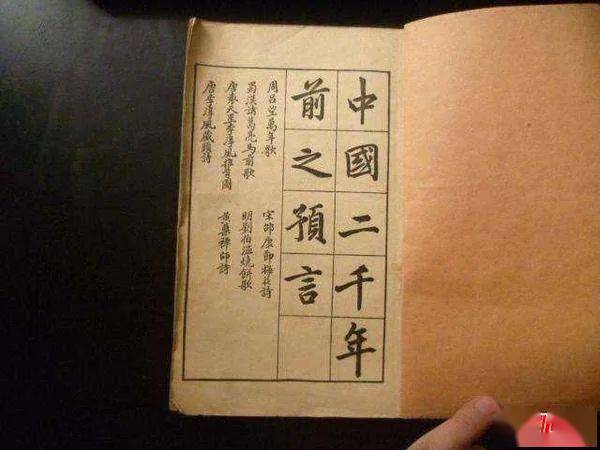 中國二千年
前之預言
周呂望萬年歌
蜀漢諸葛亮馬前歌
唐袁天罡李淳風推背圖
唐李淳風藏頭詩
宋邵康節梅花詩
明劉伯溫燒餅歌
黃蘗禪師詩